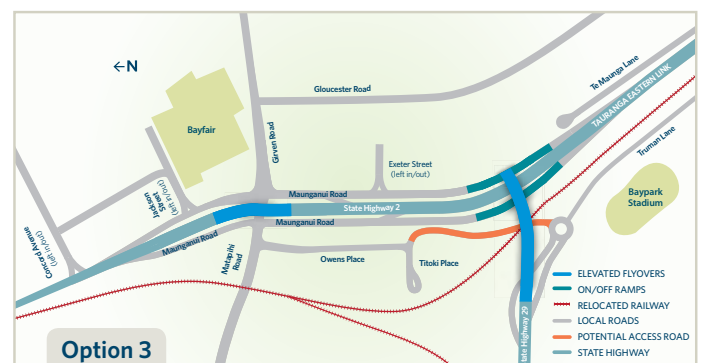 ←N
Te Maunga Lane
Gloucester Road
TAURANGA EASTERN LINK
Bayfair
Girven Road
Truman Lane
Exeter Street
(left in/out)
Jackson
Street
(left in/out)
Maunganui Road
State Highway 2
Baypark
Stadium
Concord Avenue
(left in/out)
Maunganui Road
Maunganui Road
Matapihi
Road
Owens Place
Titoki Place
ELEVATED FLYOVERS
ON/OFF RAMPS
RELOCATED RAILWAY
LOCAL ROADS
POTENTIAL ACCESS ROAD
STATE HIGHWAY
ate Highway 29
Option 3